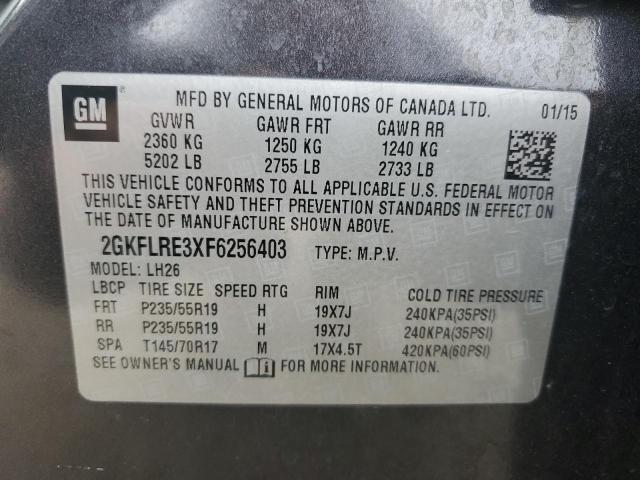 GM
MFD BY GENERAL MOTORS OF CANADA LTD. 01/15
GVWR GAWR FRT GAWR RR
2360 KG 1250 KG 1240 KG
5202 LB 2755 LB 2733 LB
THIS VEHICLE CONFORMS TO ALL APPLICABLE U.S. FEDERAL MOTOR
VEHICLE SAFETY AND THEFT PREVENTION STANDARDS IN EFFECT ON
THE DATE OF MANUFACTURE SHOWN ABOVE.
2GKFLRE3XF6256403 TYPE: M.P.V.
MODEL: LH26
LBCP TIRE SIZE SPEED RTG RIM COLD TIRE PRESSURE
FRT P235/55R19 H 19X7J 240KPA(35PSI)
RR P235/55R19 H 19X7J 240KPA(35PSI)
SPA T145/70R17 M 17X4.5T 420KPA(60PSI)
SEE OWNER'S MANUAL FOR MORE INFORMATION.